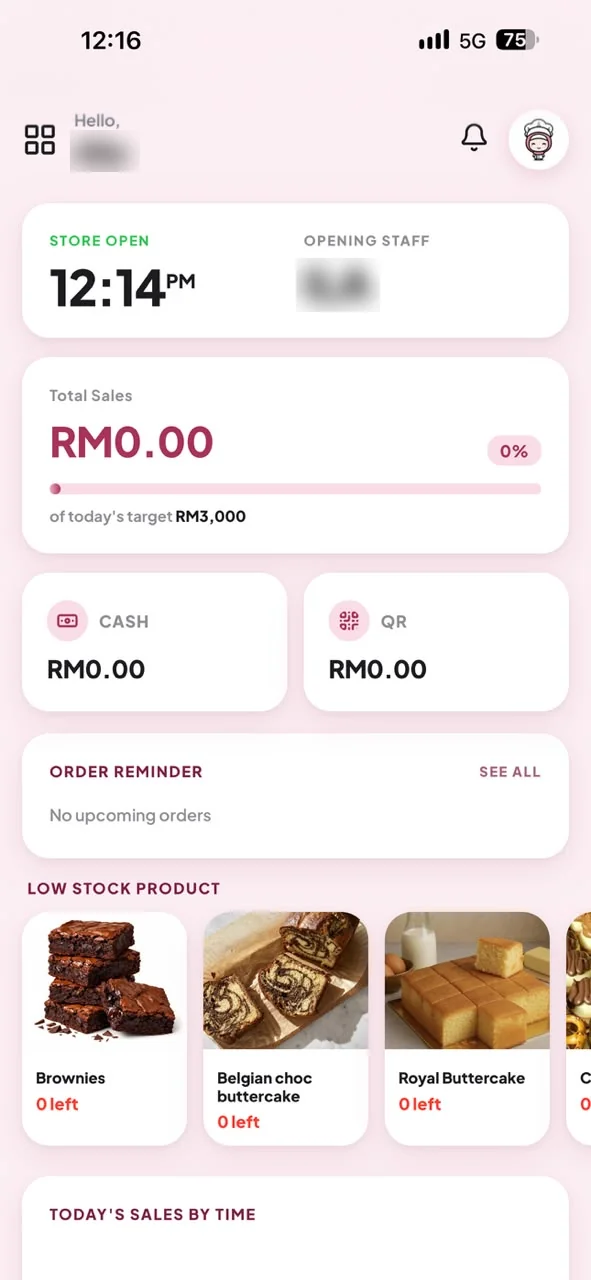 12:16
5G
75
Hello,
STORE OPEN
OPENING STAFF
12:14PM
Total Sales
RM0.00
0%
of today's target RM3,000
CASH
QR
RM0.00
RM0.00
ORDER REMINDER
SEE ALL
No upcoming orders
LOW STOCK PRODUCT
Brownies
0 left
Belgian choc
buttercake
0 left
Royal Buttercake
0 left
C
0
TODAY'S SALES BY TIME